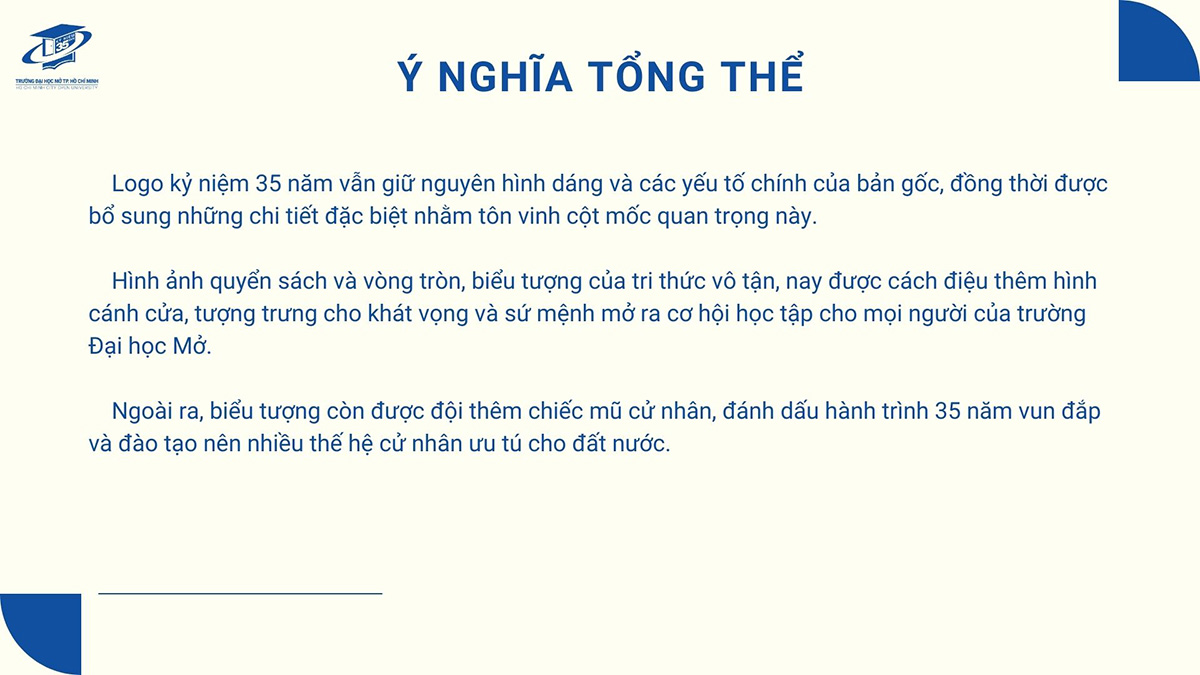 35
TRƯỜNG ĐẠI HỌC MỞ TP. HỒ CHÍ MINH
HO CHI MINH CITY OPEN UNIVERSITY
Ý NGHĨA TỔNG THỂ
Logo kỷ niệm 35 năm vẫn giữ nguyên hình dáng và các yếu tố chính của bản gốc, đồng thời được
bổ sung những chi tiết đặc biệt nhằm tôn vinh cột mốc quan trọng này.
Hình ảnh quyển sách và vòng tròn, biểu tượng của tri thức vô tận, nay được cách điệu thêm hình
cánh cửa, tượng trưng cho khát vọng và sứ mệnh mở ra cơ hội học tập cho mọi người của trường
Đại học Mở.
Ngoài ra, biểu tượng còn được đội thêm chiếc mũ cử nhân, đánh dấu hành trình 35 năm vun đắp
và đào tạo nên nhiều thế hệ cử nhân ưu tú cho đất nước.